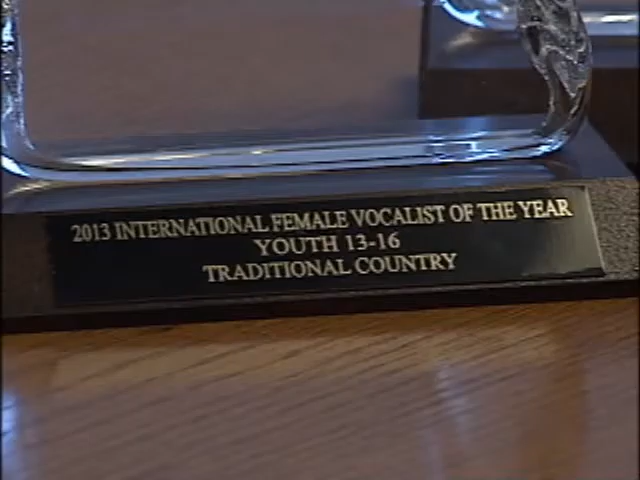 2013 INTERNATIONAL FEMALE VOCALIST OF THE YEAR
YOUTH 13-16
TRADITIONAL COUNTRY